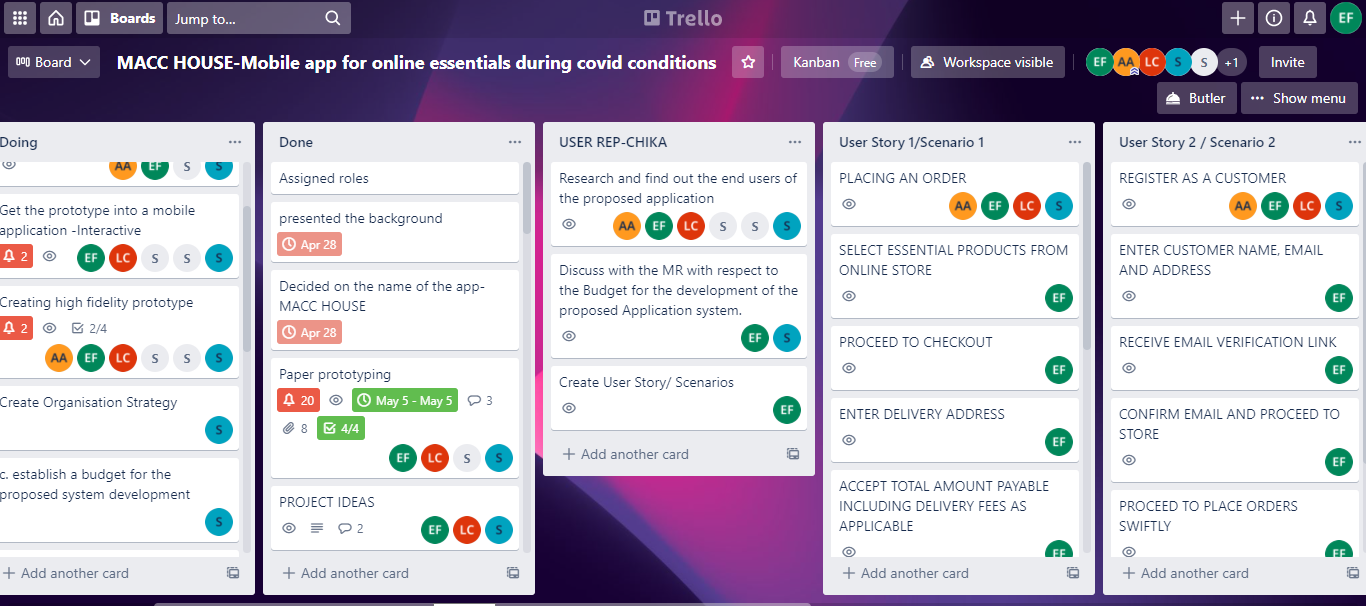 Boards
Jump to...
Trello
EF
Board
MACC HOUSE-Mobile app for online essentials during covid conditions
Kanban Free
Workspace visible
EF AA LC S S +1
Invite
Butler
Show menu
Doing
AA EF S S
Get the prototype into a mobile
application -Interactive
2 EF LC S S S
Creating high fidelity prototype
2 2/4
AA EF LC S S S
Create Organisation Strategy
S
c. establish a budget for the
proposed system development
S
+ Add another card
Done
Assigned roles
presented the background
Apr 28
Decided on the name of the app-
MACC HOUSE
Apr 28
Paper prototyping
20 May 5 - May 5 3
8 4/4
EF LC S S
PROJECT IDEAS
2 EF LC S
+ Add another card
USER REP-CHIKA
Research and find out the end users of
the proposed application
AA EF LC S S S
Discuss with the MR with respect to
the Budget for the development of the
proposed Application system.
EF S
Create User Story/ Scenarios
EF
+ Add another card
User Story 1/Scenario 1
PLACING AN ORDER
AA EF LC S
SELECT ESSENTIAL PRODUCTS FROM
ONLINE STORE
EF
PROCEED TO CHECKOUT
EF
ENTER DELIVERY ADDRESS
EF
ACCEPT TOTAL AMOUNT PAYABLE
INCLUDING DELIVERY FEES AS
APPLICABLE
EF
+ Add another card
User Story 2 / Scenario 2
REGISTER AS A CUSTOMER
AA EF LC S
ENTER CUSTOMER NAME, EMAIL
AND ADDRESS
EF
RECEIVE EMAIL VERIFICATION LINK
EF
CONFIRM EMAIL AND PROCEED TO
STORE
EF
PROCEED TO PLACE ORDERS
SWIFTLY
EF
+ Add another card